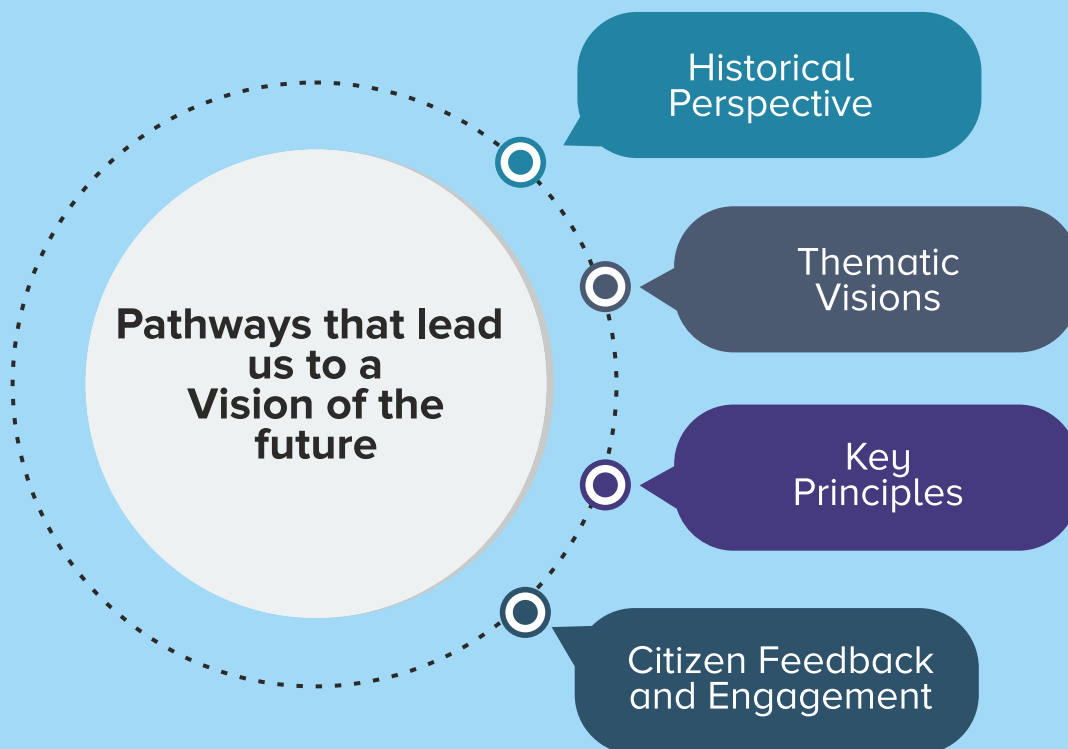 Pathways that lead
us to a
Vision of the
future
Historical
Perspective
Thematic
Visions
Key
Principles
Citizen Feedback
and Engagement